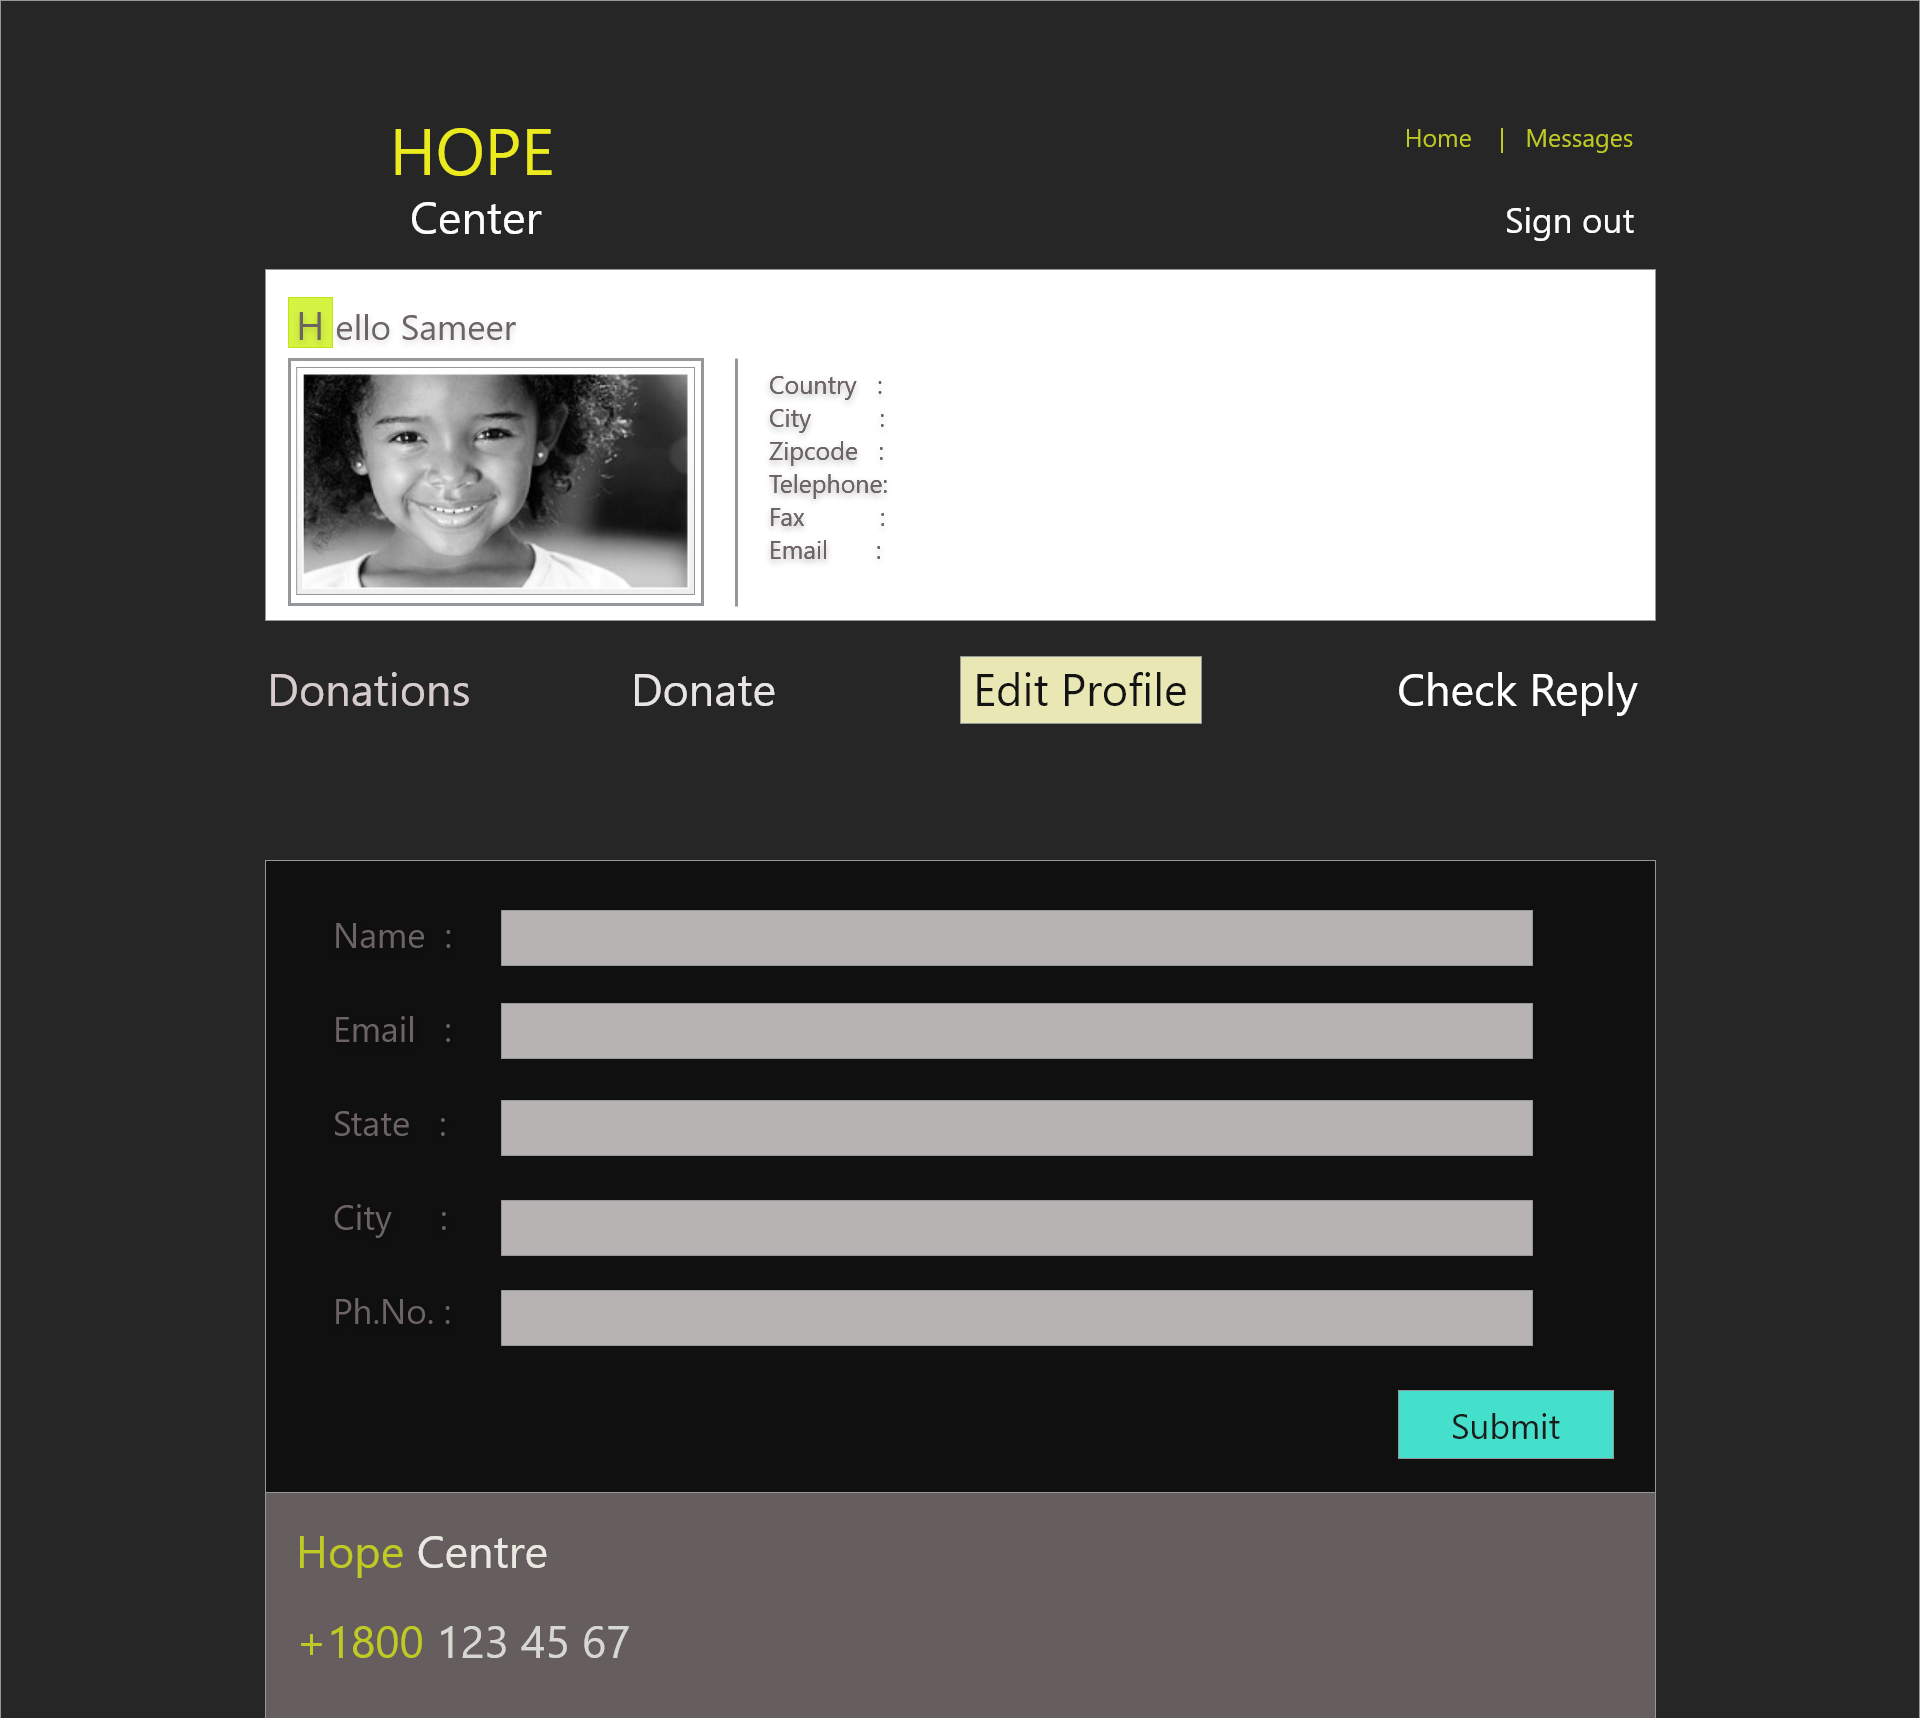 HOPE
Center
Home | Messages
Sign out
Hello Sameer
Country :
City :
Zipcode :
Telephone:
Fax :
Email :
Donations Donate Edit Profile Check Reply
Name :
Email :
State :
City :
Ph.No. :
Submit
Hope Centre
+1800 123 45 67